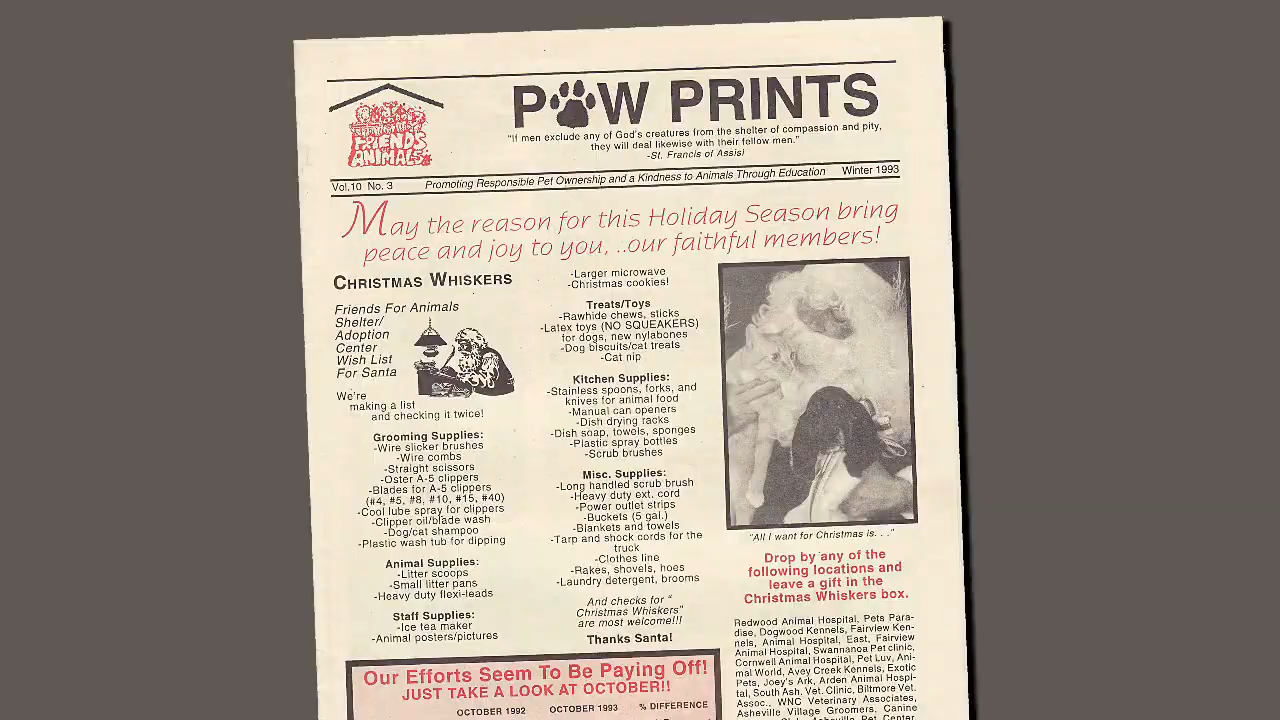 FRIENDS
ANIMALS
PAW PRINTS
"If men exclude any of God's creatures from the shelter of compassion and pity,
they will deal likewise with their fellow men."
-St. Francis of Assisi
Vol.10 No. 3 Promoting Responsible Pet Ownership and a Kindness to Animals Through Education Winter 1993
May the reason for this Holiday Season bring
peace and joy to you, ..our faithful members!
CHRISTMAS WHISKERS
Friends For Animals
Shelter/
Adoption
Center
Wish List
For Santa
We're
making a list
and checking it twice!
Grooming Supplies:
-Wire slicker brushes
-Wire combs
-Straight scissors
-Oster A-5 clippers
-Blades for A-5 clippers
(#4, #5, #8, #10, #15, #40)
-Cool lube spray for clippers
-Clipper oil/blade wash
-Dog/cat shampoo
-Plastic wash tub for dipping
Animal Supplies:
-Litter scoops
-Small litter pans
-Heavy duty flexi-leads
Staff Supplies:
-Ice tea maker
-Animal posters/pictures
-Larger microwave
-Christmas cookies!
Treats/Toys
-Rawhide chews, sticks
-Latex toys (NO SQUEAKERS)
for dogs, new nylabones
-Dog biscuits/cat treats
-Cat nip
Kitchen Supplies:
-Stainless spoons, forks, and
knives for animal food
-Manual can openers
-Dish drying racks
-Dish soap, towels, sponges
-Plastic spray bottles
-Scrub brushes
Misc. Supplies:
-Long handled scrub brush
-Heavy duty ext. cord
-Power outlet strips
-Buckets (5 gal.)
-Blankets and towels
-Tarp and shock cords for the
truck
-Clothes line
-Rakes, shovels, hoes
-Laundry detergent, brooms
And checks for "
Christmas Whiskers"
are most welcome!!!
Thanks Santa!
"All I want for Christmas is. . ."
Drop by any of the
following locations and
leave a gift in the
Christmas Whiskers box.
Redwood Animal Hospital, Pets Para-
dise, Dogwood Kennels, Fairview Ken-
nels, Animal Hospital, East, Fairview
Animal Hospital, Swannanoa Pet clinic,
Cornwell Animal Hospital, Pet Luv, Ani-
mal World, Avey Creek Kennels, Exotic
Pets, Joey's Ark, Arden Animal Hospi-
tal, South Ash. Vet. Clinic, Biltmore Vet.
Assoc., WNC Veterinary Associates,
Asheville Village Groomers, Canine
Asheville Pet Center
Our Efforts Seem To Be Paying Off!
JUST TAKE A LOOK AT OCTOBER!!
OCTOBER 1992 OCTOBER 1993 % DIFFERENCE